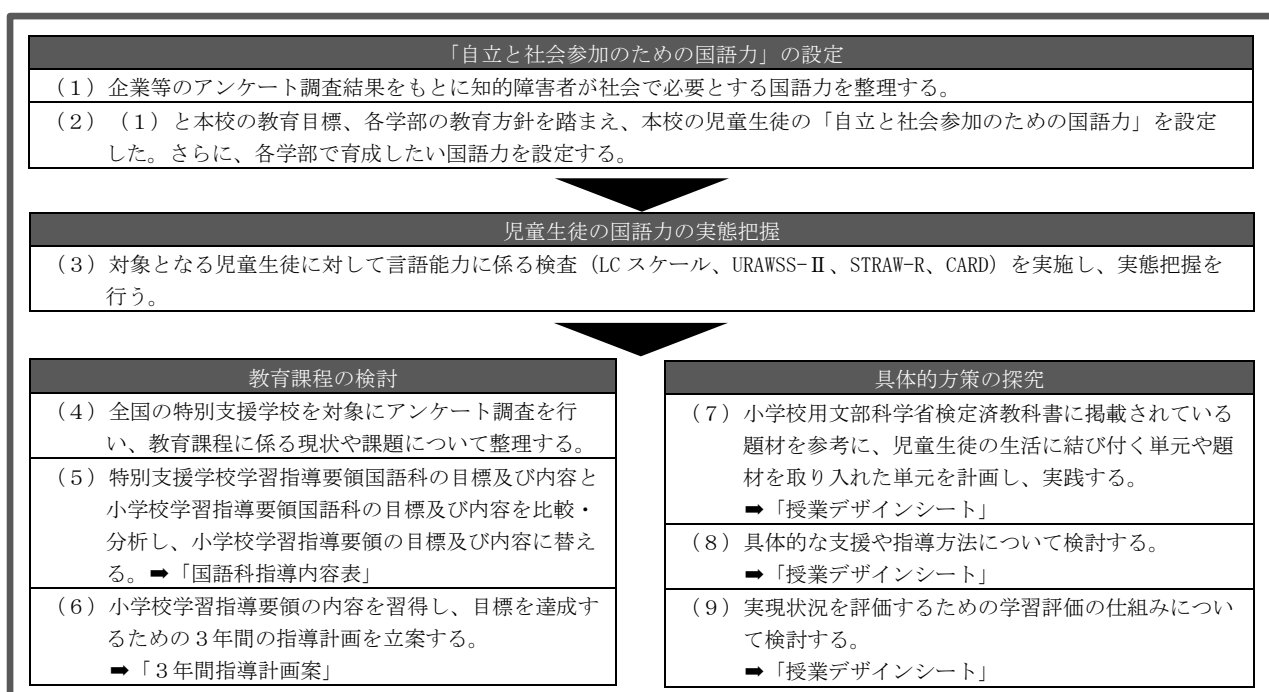 「自立と社会参加のための国語力」の設定
(1)企業等のアンケート調査結果をもとに知的障害者が社会で必要とする国語力を整理する。
(2)(1)と本校の教育目標、各学部の教育方針を踏まえ、本校の児童生徒の「自立と社会参加のための国語力」を設定
した。さらに、各学部で育成したい国語力を設定する。
児童生徒の国語力の実態把握
(3)対象となる児童生徒に対して言語能力に係る検査(LCスケール、URAWSS-Ⅱ、STRAW-R、CARD)を実施し、実態把握を
行う。
教育課程の検討
(4)全国の特別支援学校を対象にアンケート調査を行
い、教育課程に係る現状や課題について整理する。
(5)特別支援学校学習指導要領国語科の目標及び内容と
小学校学習指導要領国語科の目標及び内容を比較・
分析し、小学校学習指導要領の目標及び内容に替え
る。➡「国語科指導内容表」
(6)小学校学習指導要領の内容を習得し、目標を達成す
るための3年間の指導計画を立案する。
➡「3年間指導計画案」
具体的方策の探究
(7)小学校用文部科学省検定済教科書に掲載されている
題材を参考に、児童生徒の生活に結び付く単元や題
材を取り入れた単元を計画し、実践する。
➡「授業デザインシート」
(8)具体的な支援や指導方法について検討する。
➡「授業デザインシート」
(9)実現状況を評価するための学習評価の仕組みについ
て検討する。
➡「授業デザインシート」